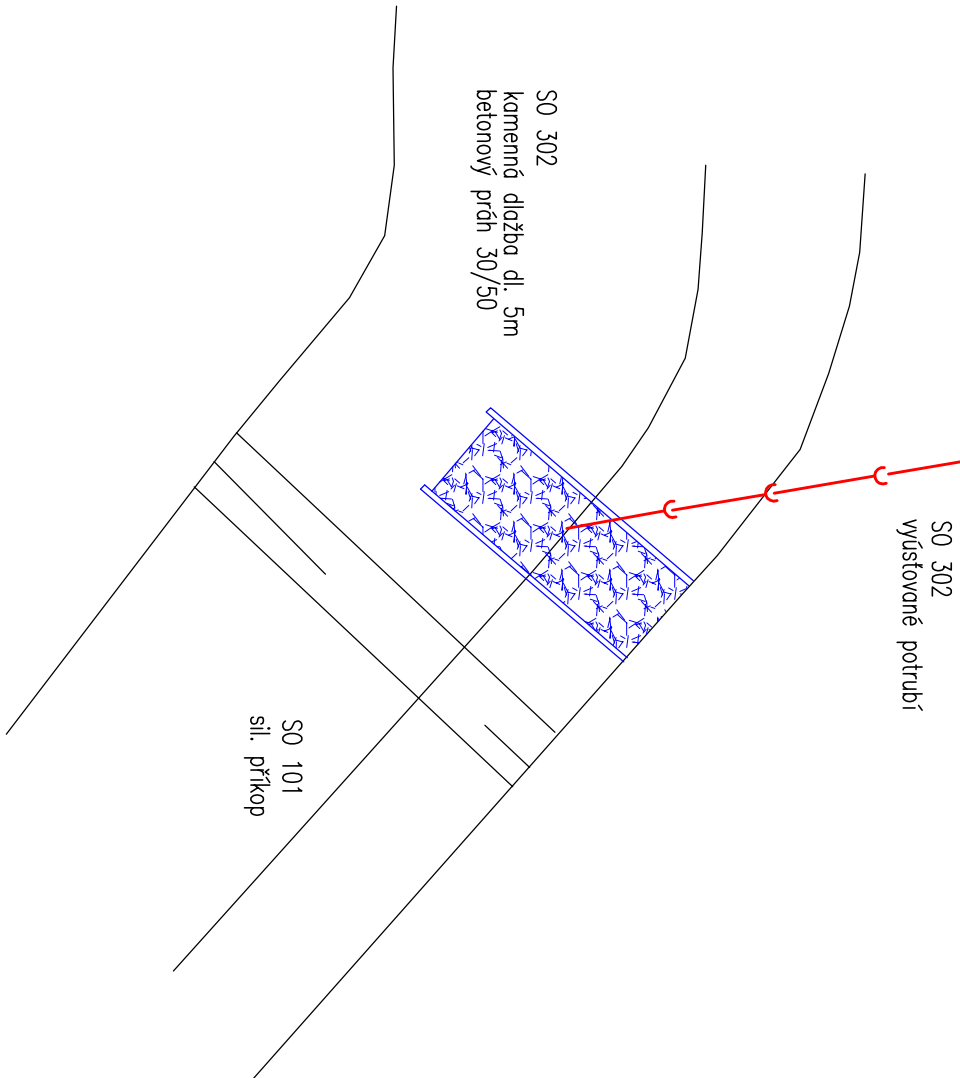 SO 302
kamenná dlažba dl. 5m
betonový práh 30/50
SO 302
vyúsťované potrubí
SO 101
sil. příkop